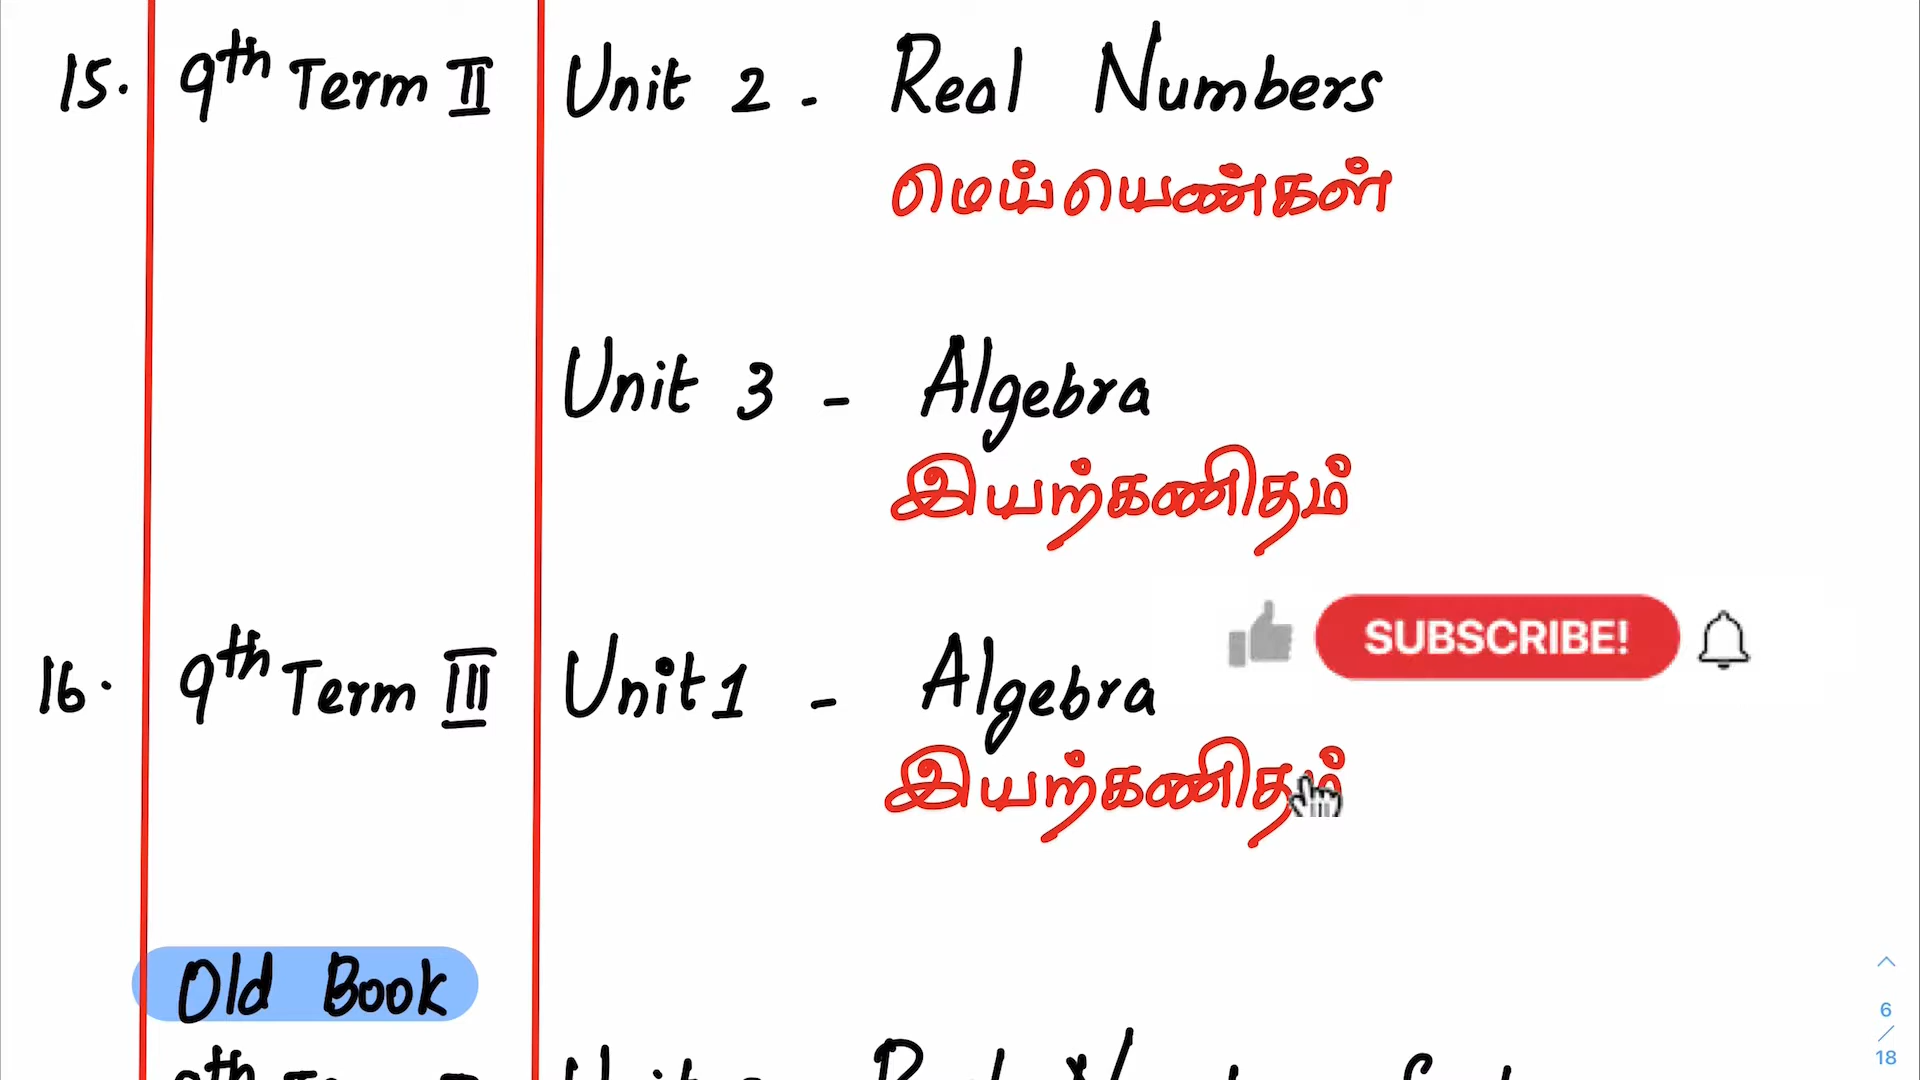 15. 9th Term II Unit 2 - Real Numbers
மெய்யெண்கள்
Unit 3 - Algebra
இயற்கணிதம்
SUBSCRIBE!
16. 9th Term III Unit 1 - Algebra
இயற்கணிதம்
Old Book
6
/
18